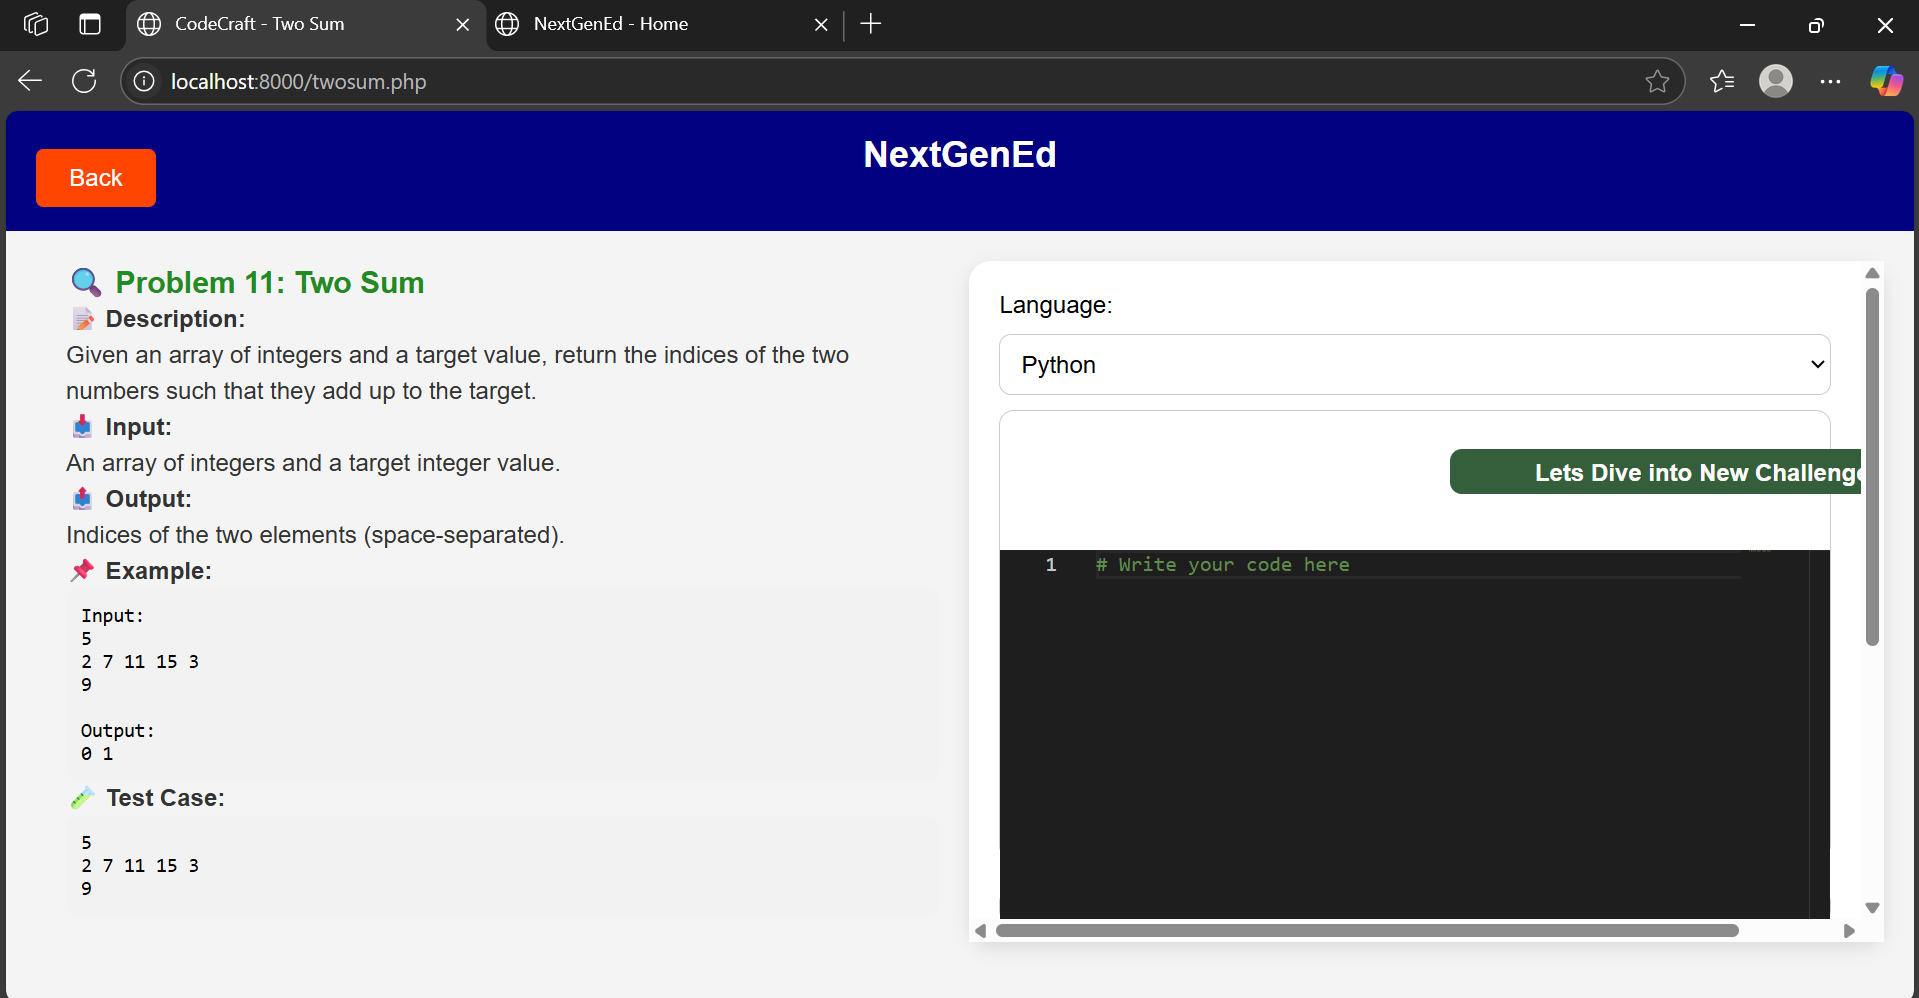 CodeCraft - Two Sum
NextGenEd - Home
localhost:8000/twosum.php
NextGenEd
Back
Problem 11: Two Sum
Description:
Given an array of integers and a target value, return the indices of the two
numbers such that they add up to the target.
Input:
An array of integers and a target integer value.
Output:
Indices of the two elements (space-separated).
Example:
Input:
5
2 7 11 15 3
9
Output:
0 1
Test Case:
5
2 7 11 15 3
9
Language:
Python
Lets Dive into New Challenge
1 # Write your code here